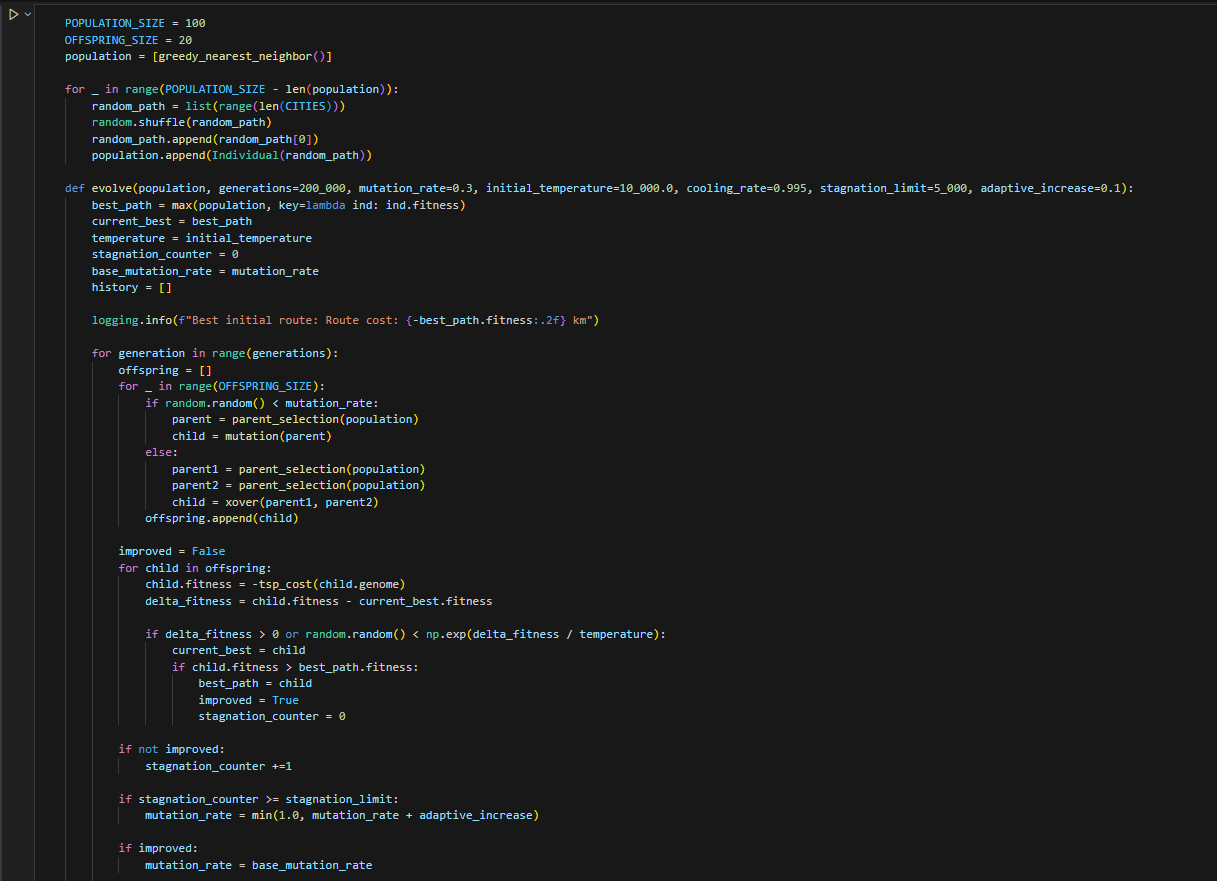 POPULATION_SIZE = 100
OFFSPRING_SIZE = 20
population = [greedy_nearest_neighbor()]

for _ in range(POPULATION_SIZE - len(population)):
    random_path = list(range(len(CITIES)))
    random.shuffle(random_path)
    random_path.append(random_path[0])
    population.append(Individual(random_path))

def evolve(population, generations=200_000, mutation_rate=0.3, initial_temperature=10_000.0, cooling_rate=0.995, stagnation_limit=5_000, adaptive_increase=0.1):
    best_path = max(population, key=lambda ind: ind.fitness)
    current_best = best_path
    temperature = initial_temperature
    stagnation_counter = 0
    base_mutation_rate = mutation_rate
    history = []

    logging.info(f"Best initial route: Route cost: {-best_path.fitness:.2f} km")

    for generation in range(generations):
        offspring = []
        for _ in range(OFFSPRING_SIZE):
            if random.random() < mutation_rate:
                parent = parent_selection(population)
                child = mutation(parent)
            else:
                parent1 = parent_selection(population)
                parent2 = parent_selection(population)
                child = xover(parent1, parent2)
            offspring.append(child)

        improved = False
        for child in offspring:
            child.fitness = -tsp_cost(child.genome)
            delta_fitness = child.fitness - current_best.fitness

            if delta_fitness > 0 or random.random() < np.exp(delta_fitness / temperature):
                current_best = child
                if child.fitness > best_path.fitness:
                    best_path = child
                    improved = True
                    stagnation_counter = 0

        if not improved:
            stagnation_counter +=1

        if stagnation_counter >= stagnation_limit:
            mutation_rate = min(1.0, mutation_rate + adaptive_increase)

        if improved:
            mutation_rate = base_mutation_rate